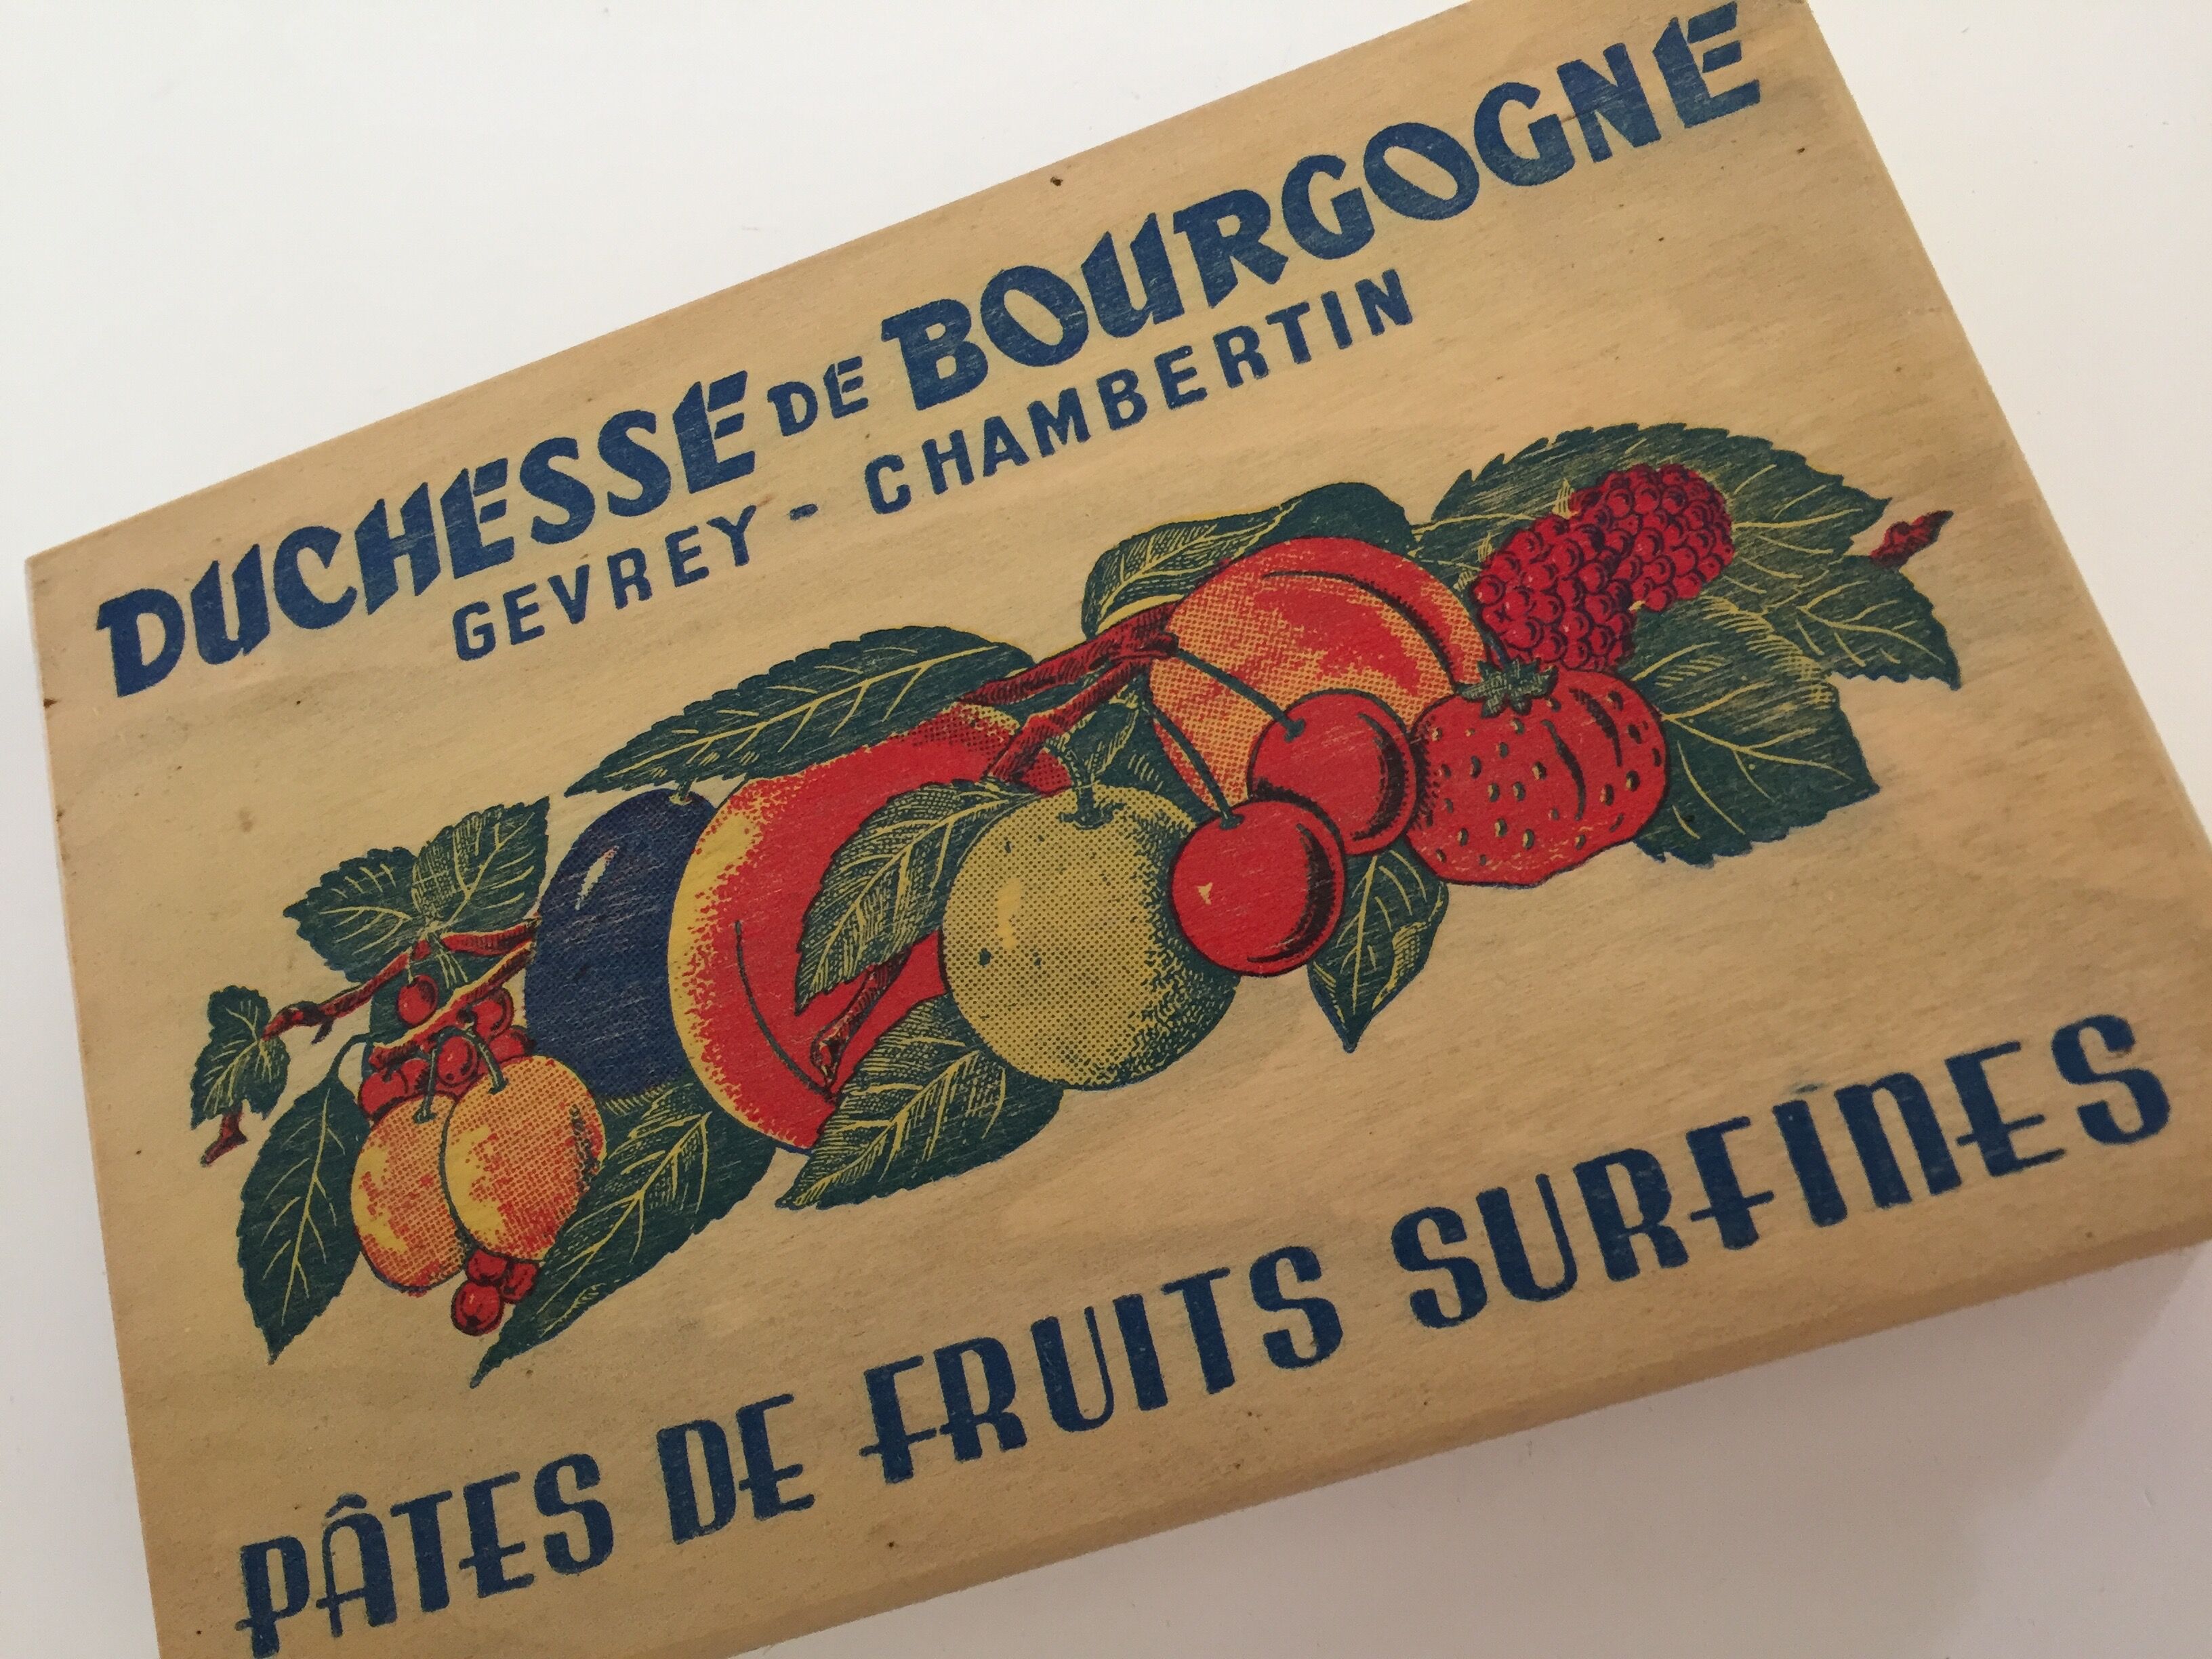 DUCHESSE DE BOURGOGNE
GEVREY - CHAMBERTIN
PÂTES DE FRUITS SURFINES